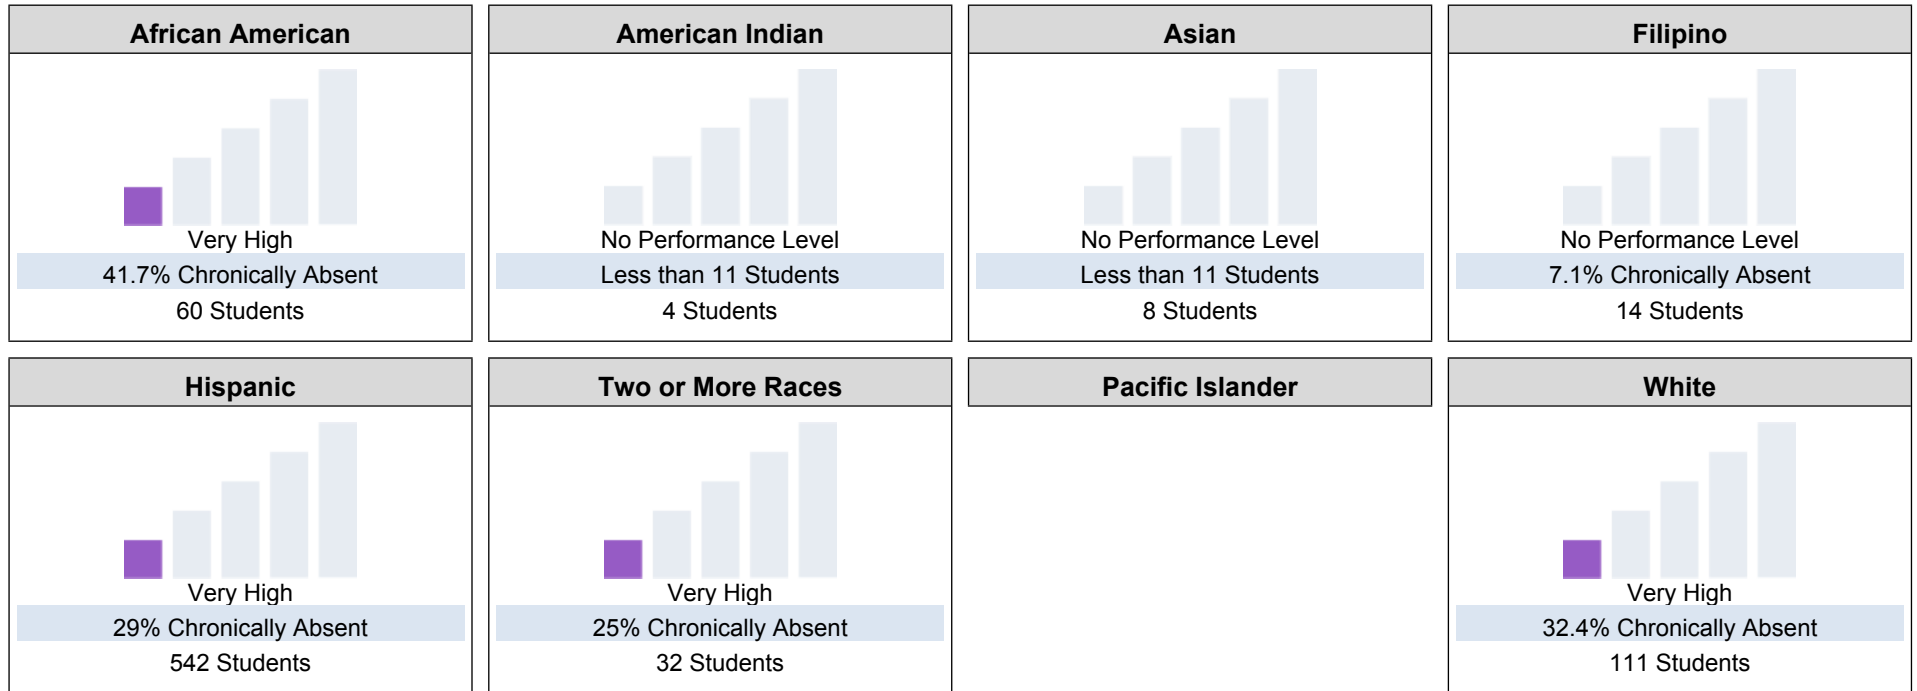 African American
Very High
41.7% Chronically Absent
60 Students
American Indian
No Performance Level
Less than 11 Students
4 Students
Asian
No Performance Level
Less than 11 Students
8 Students
Filipino
No Performance Level
7.1% Chronically Absent
14 Students
Hispanic
Very High
29% Chronically Absent
542 Students
Two or More Races
Very High
25% Chronically Absent
32 Students
Pacific Islander
White
Very High
32.4% Chronically Absent
111 Students